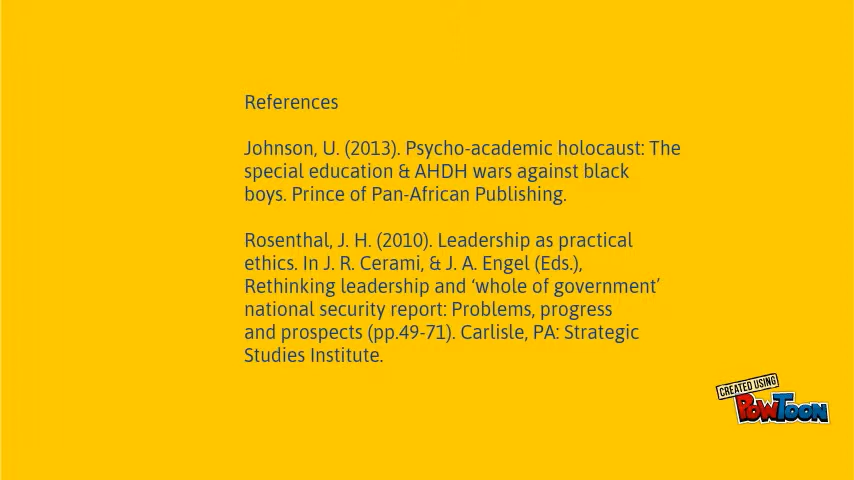 References
Johnson, U. (2013). Psycho-academic holocaust: The
special education & AHDH wars against black
boys. Prince of Pan-African Publishing.
Rosenthal, J. H. (2010). Leadership as practical
ethics. In J. R. Cerami, & J. A. Engel (Eds.),
Rethinking leadership and ‘whole of government’
national security report: Problems, progress
and prospects (pp.49-71). Carlisle, PA: Strategic
Studies Institute.
CREATED USING
POWTOON